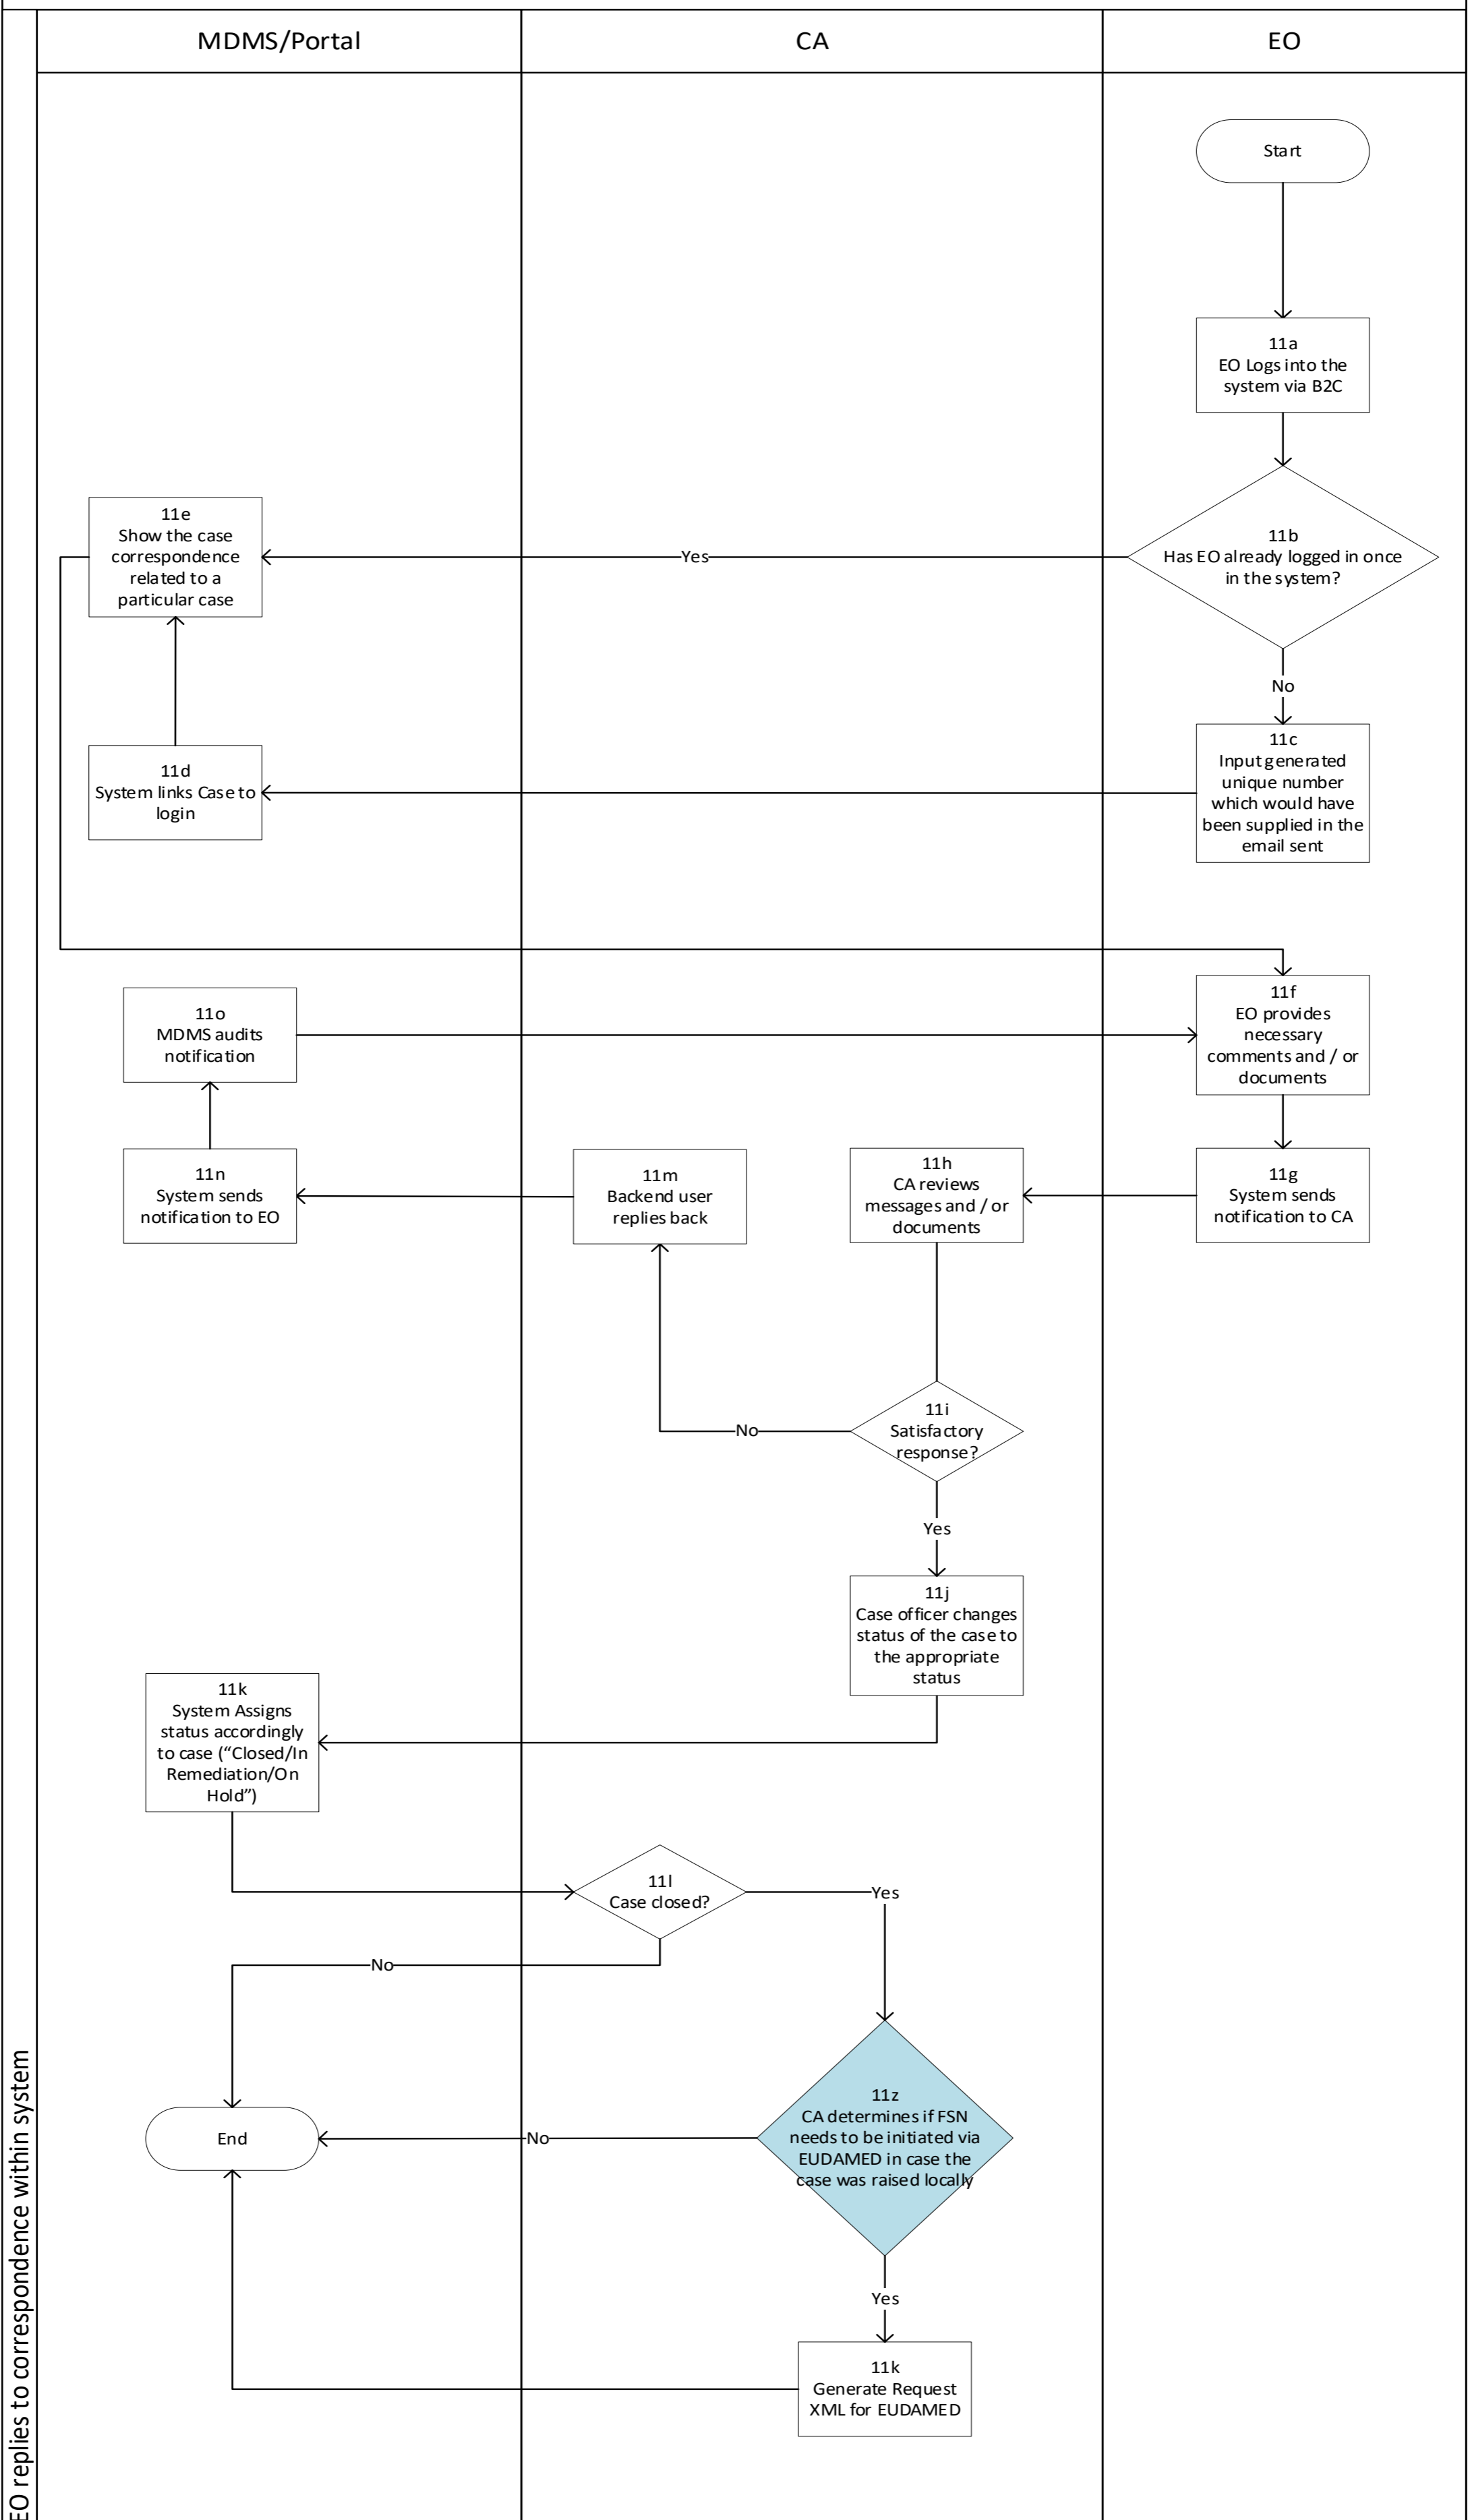 MDMS/Portal
CA
EO
Start
11a
EO Logs into the
system via B2C
11b
Has EO already logged in once
in the system?
Yes
No
11e
Show the case
correspondence
related to a
particular case
11c
Input generated
unique number
which would have
been supplied in the
email sent
11d
System links Case to
login
11f
EO provides
necessary
comments and / or
documents
11o
MDMS audits
notification
11g
System sends
notification to CA
11h
CA reviews
messages and / or
documents
11m
Backend user
replies back
11n
System sends
notification to EO
11i
Satisfactory
response?
No
Yes
11j
Case officer changes
status of the case to
the appropriate
status
11k
System Assigns
status accordingly
to case (“Closed/In
Remediation/On
Hold”)
11l
Case closed?
Yes
No
11z
CA determines if FSN
needs to be initiated via
EUDAMED in case the
case was raised locally
No
End
Yes
11k
Generate Request
XML for EUDAMED
EO replies to correspondence within system